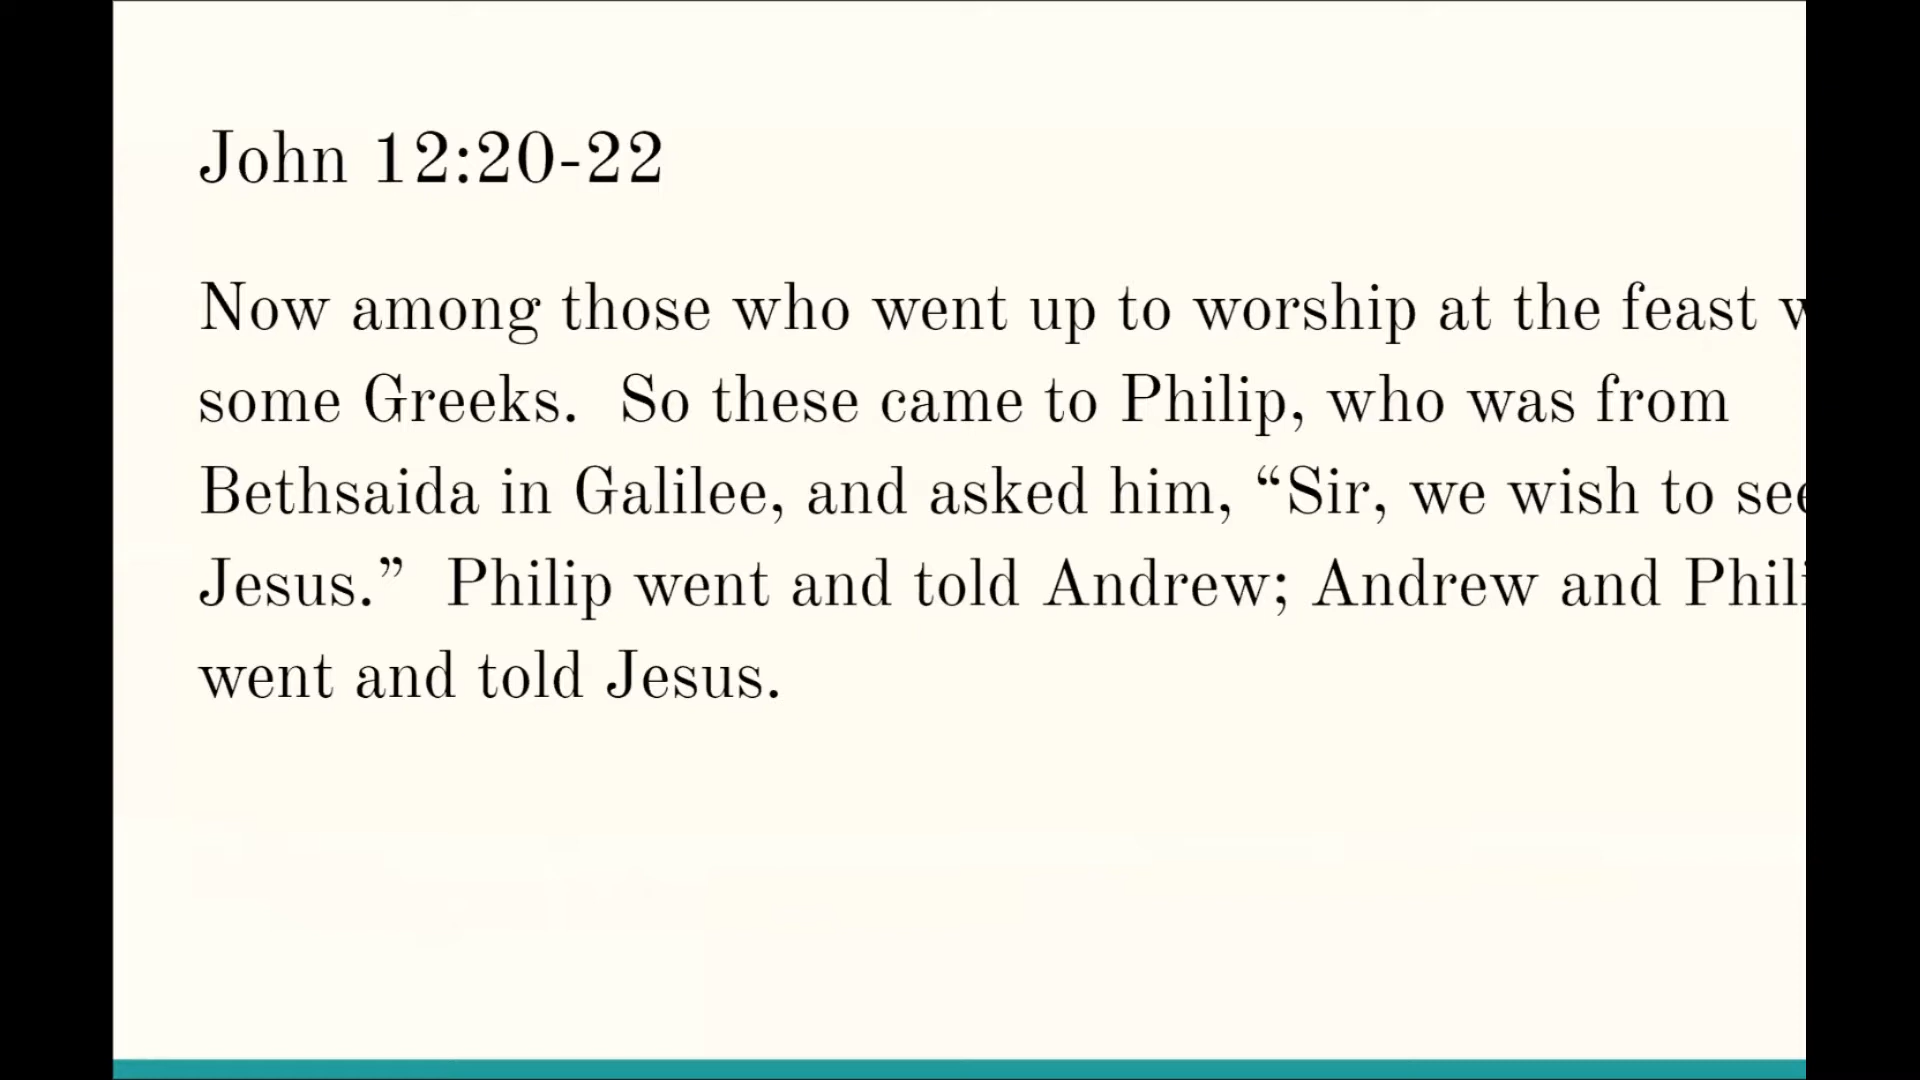 John 12:20-22
Now among those who went up to worship at the feast
some Greeks.  So these came to Philip, who was from
Bethsaida in Galilee, and asked him, “Sir, we wish to see
Jesus.”  Philip went and told Andrew; Andrew and Phili
went and told Jesus.